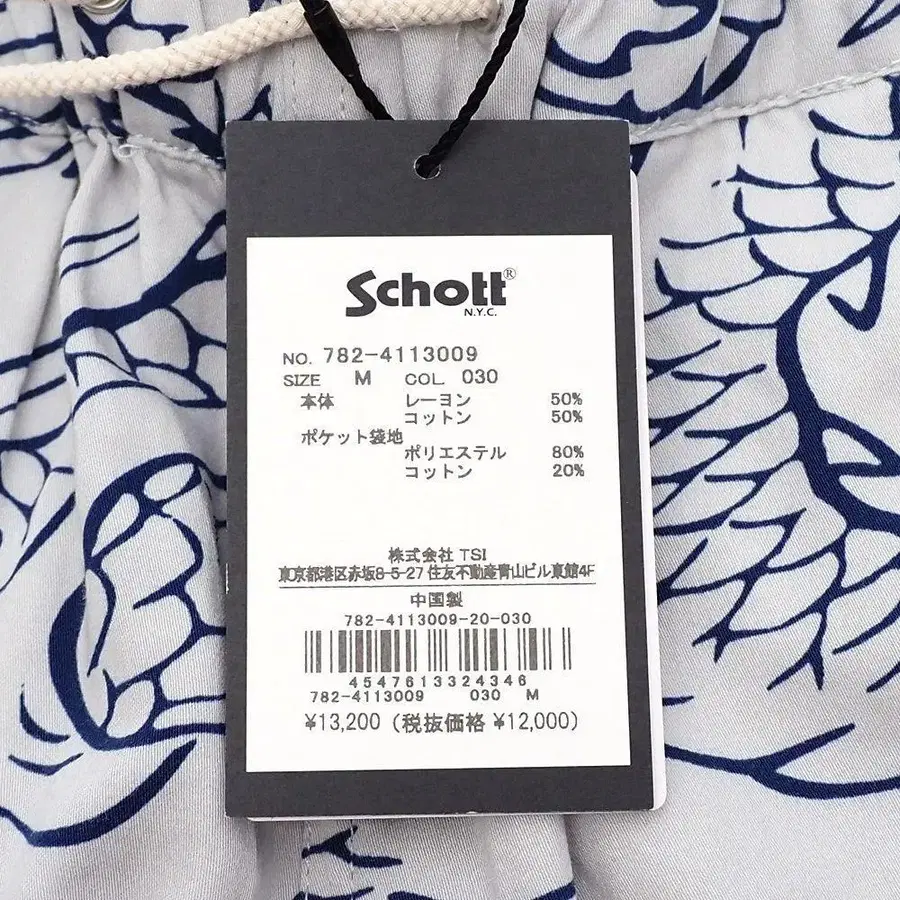 Schott®
N.Y.C.
NO. 782-4113009
SIZE M COL. 030
本体 レーヨン 50%
コットン 50%
ポケット袋地
ポリエステル 80%
コットン 20%
株式会社 TSI
東京都港区赤坂8-5-27 住友不動産青山ビル東館4F
中国製
782-4113009-20-030
4547613324346
782-4113009 030 M
¥13,200 (税抜価格 ¥12,000)